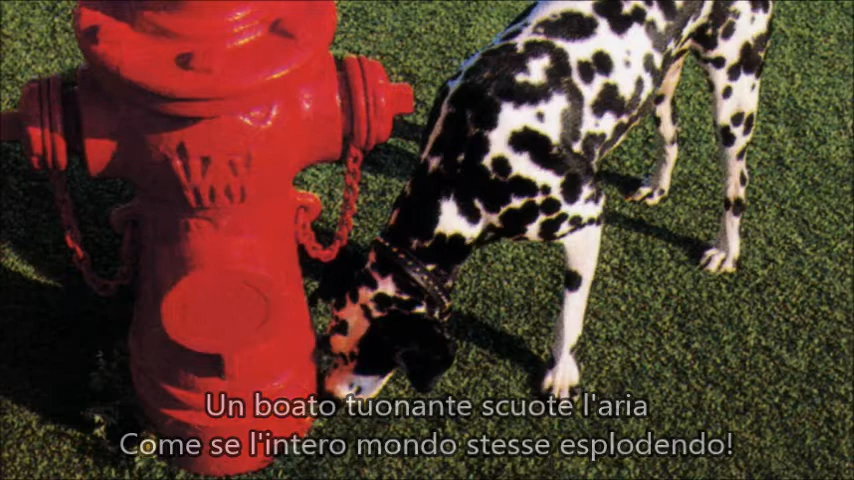 Un boato tuonante scuote l'aria
Come se l'intero mondo stesse esplodendo!